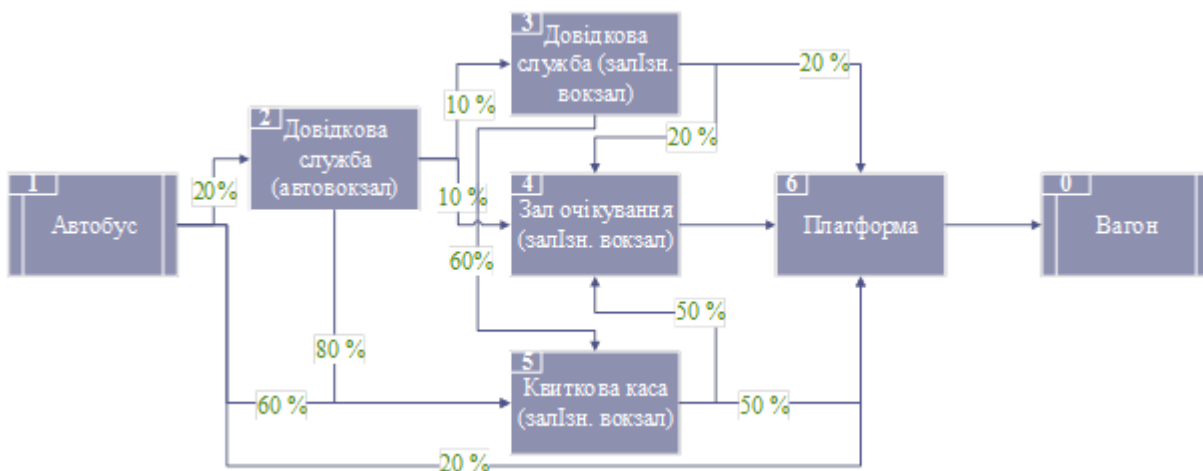 3
Довідкова
служба (залІзн.
вокзал)
20 %
10 %
20 %
2
Довідкова
служба
(автовокзал)
20%
10 %
1
Автобус
4
Зал очікування
(залІзн. вокзал)
6
Платформа
0
Вагон
60%
50 %
80 %
5
Квиткова каса
(залІзн. вокзал)
60 %
50 %
20 %